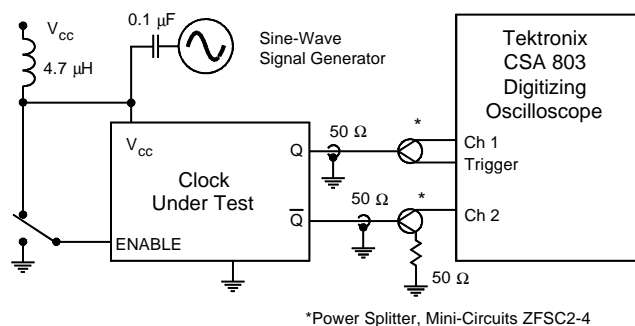 V_CC
4.7 µH
0.1 µF
Sine-Wave
Signal Generator
Tektronix
CSA 803
Digitizing
Oscilloscope
Ch 1
Trigger
Ch 2
V_CC
Clock
Under Test
ENABLE
Q
Q̅
50 Ω
*
50 Ω
*
50 Ω
*Power Splitter, Mini-Circuits ZFSC2-4